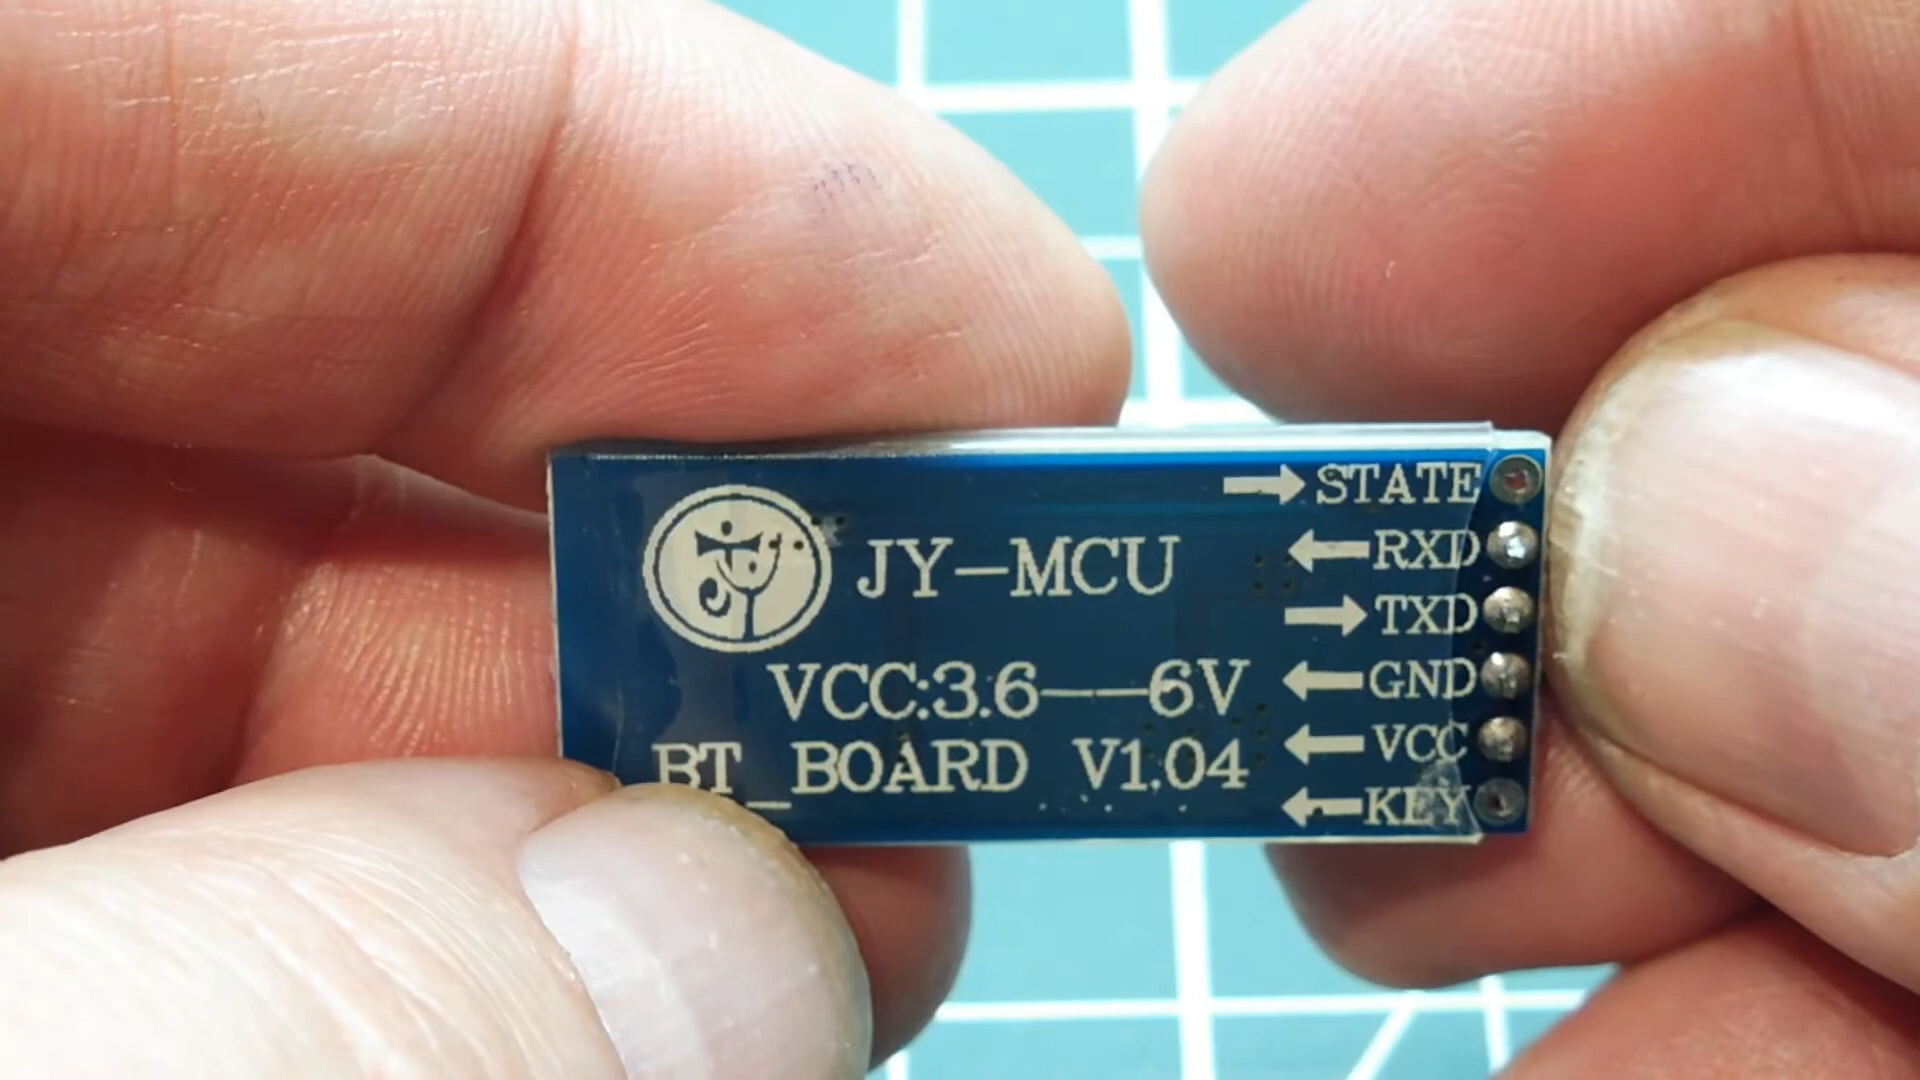 → STATE
← RXD
JY-MCU
→ TXD
← GND
VCC:3.6--6V
← VCC
BT_BOARD V1.04
← KEY